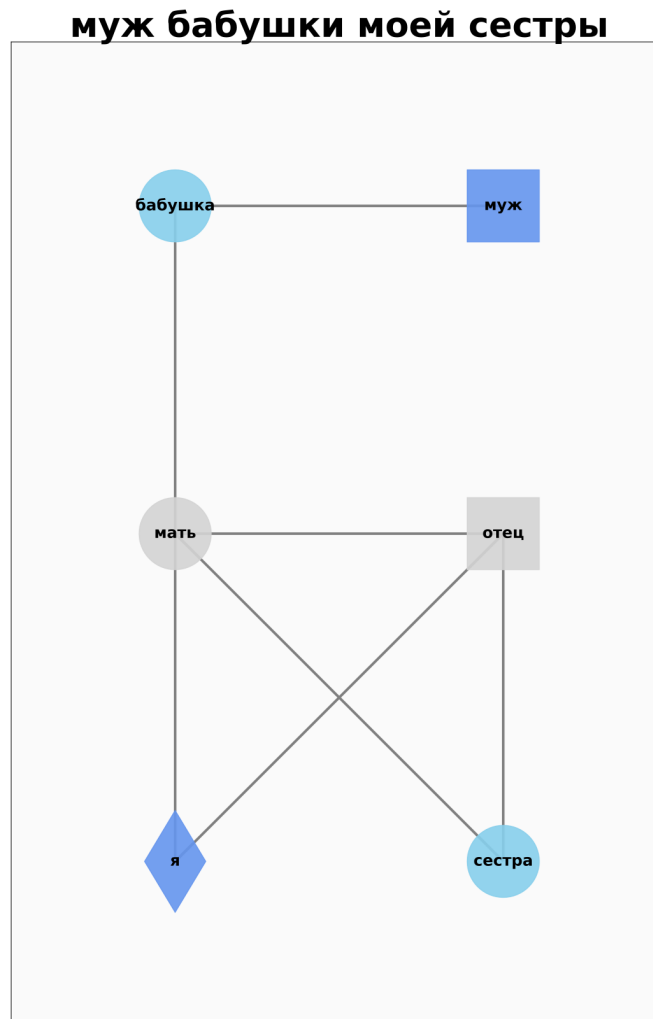 муж бабушки моей сестры
бабушка муж
мать отец
я сестра